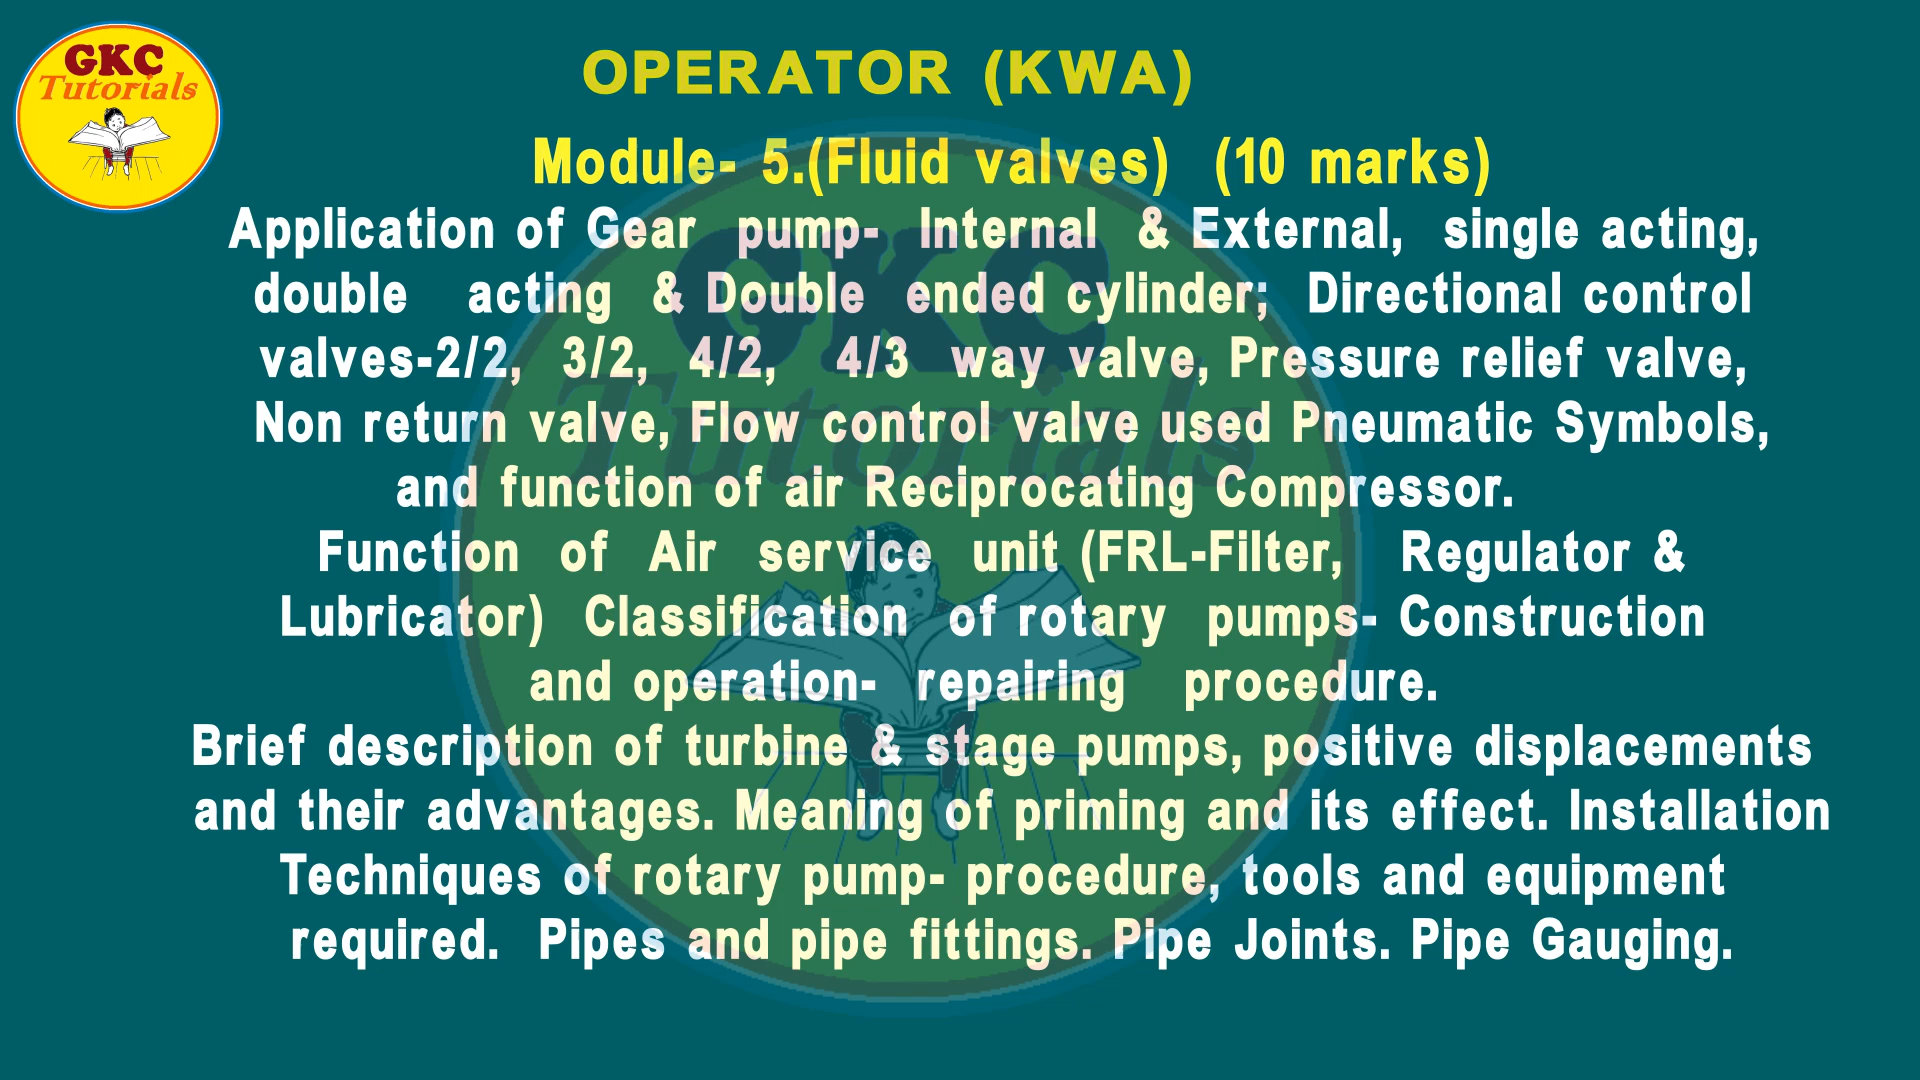 GKC
Tutorials
OPERATOR (KWA)
Module- 5.(Fluid valves) (10 marks)
Application of Gear pump- Internal & External, single acting,
double acting & Double ended cylinder; Directional control
valves-2/2, 3/2, 4/2, 4/3 way valve, Pressure relief valve,
Non return valve, Flow control valve used Pneumatic Symbols,
and function of air Reciprocating Compressor.
Function of Air service unit (FRL-Filter, Regulator &
Lubricator) Classification of rotary pumps- Construction
and operation- repairing procedure.
Brief description of turbine & stage pumps, positive displacements
and their advantages. Meaning of priming and its effect. Installation
Techniques of rotary pump- procedure, tools and equipment
required. Pipes and pipe fittings. Pipe Joints. Pipe Gauging.
GKC
Tutorials